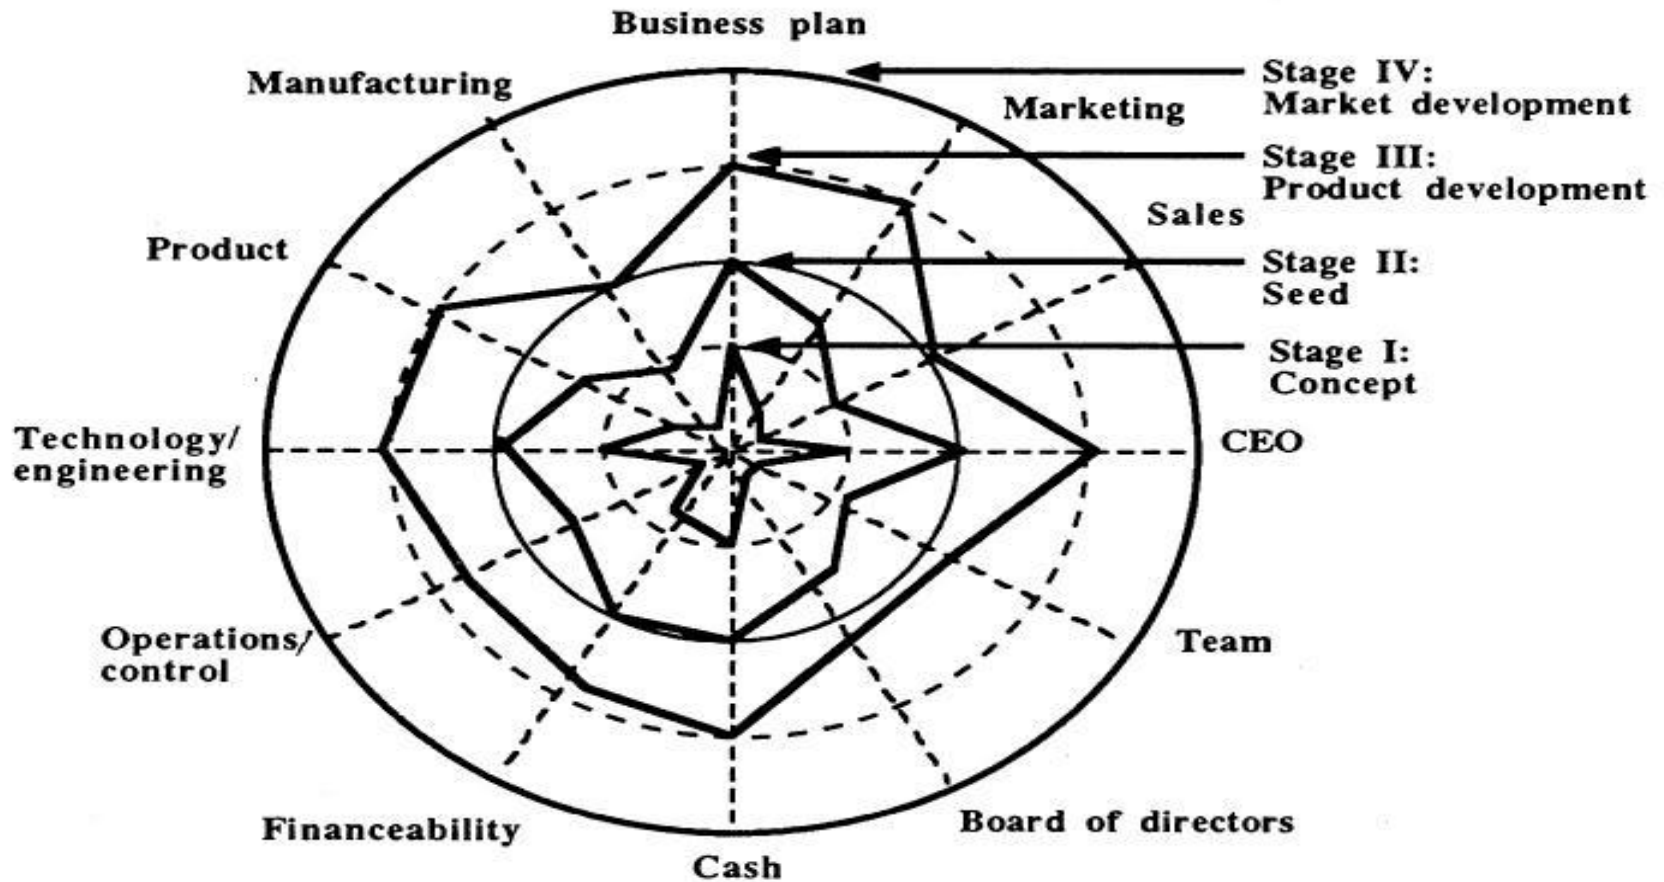 Business plan
Manufacturing
Stage IV:
Market development
Marketing
Stage III:
Product development
Sales
Product
Stage II:
Seed
Stage I:
Concept
Technology/
engineering
CEO
Operations/
control
Team
Financeability
Board of directors
Cash